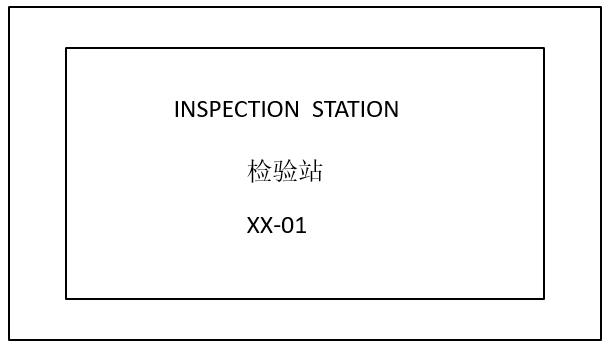 INSPECTION STATION
检验站
XX-01